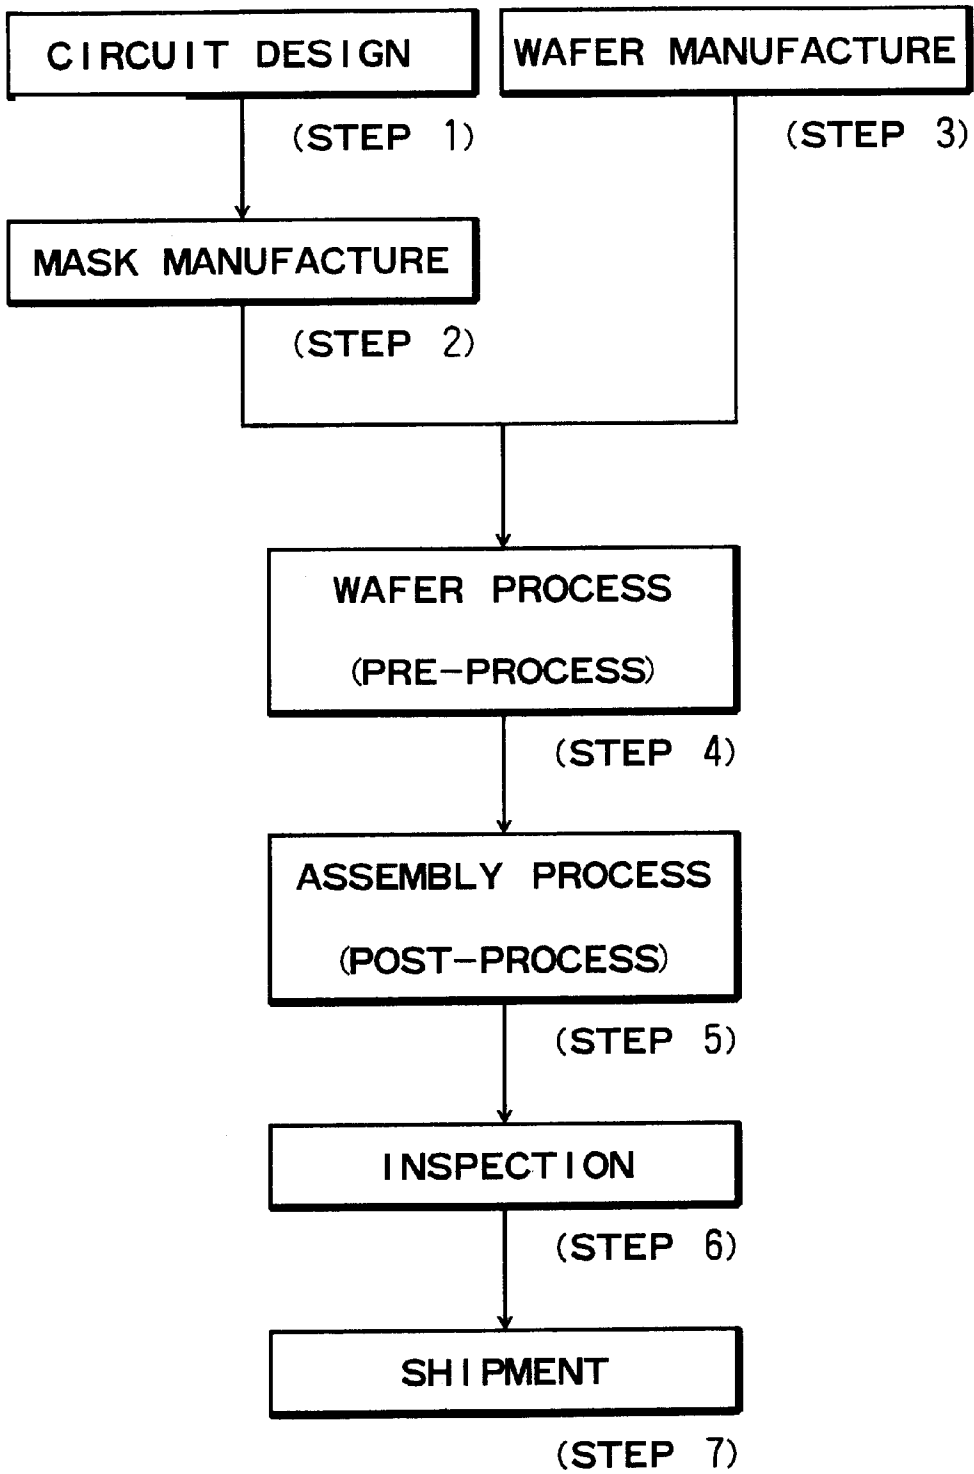 CIRCUIT DESIGN
(STEP 1)
MASK MANUFACTURE
(STEP 2)
WAFER MANUFACTURE
(STEP 3)
WAFER PROCESS
(PRE-PROCESS)
(STEP 4)
ASSEMBLY PROCESS
(POST-PROCESS)
(STEP 5)
INSPECTION
(STEP 6)
SHIPMENT
(STEP 7)